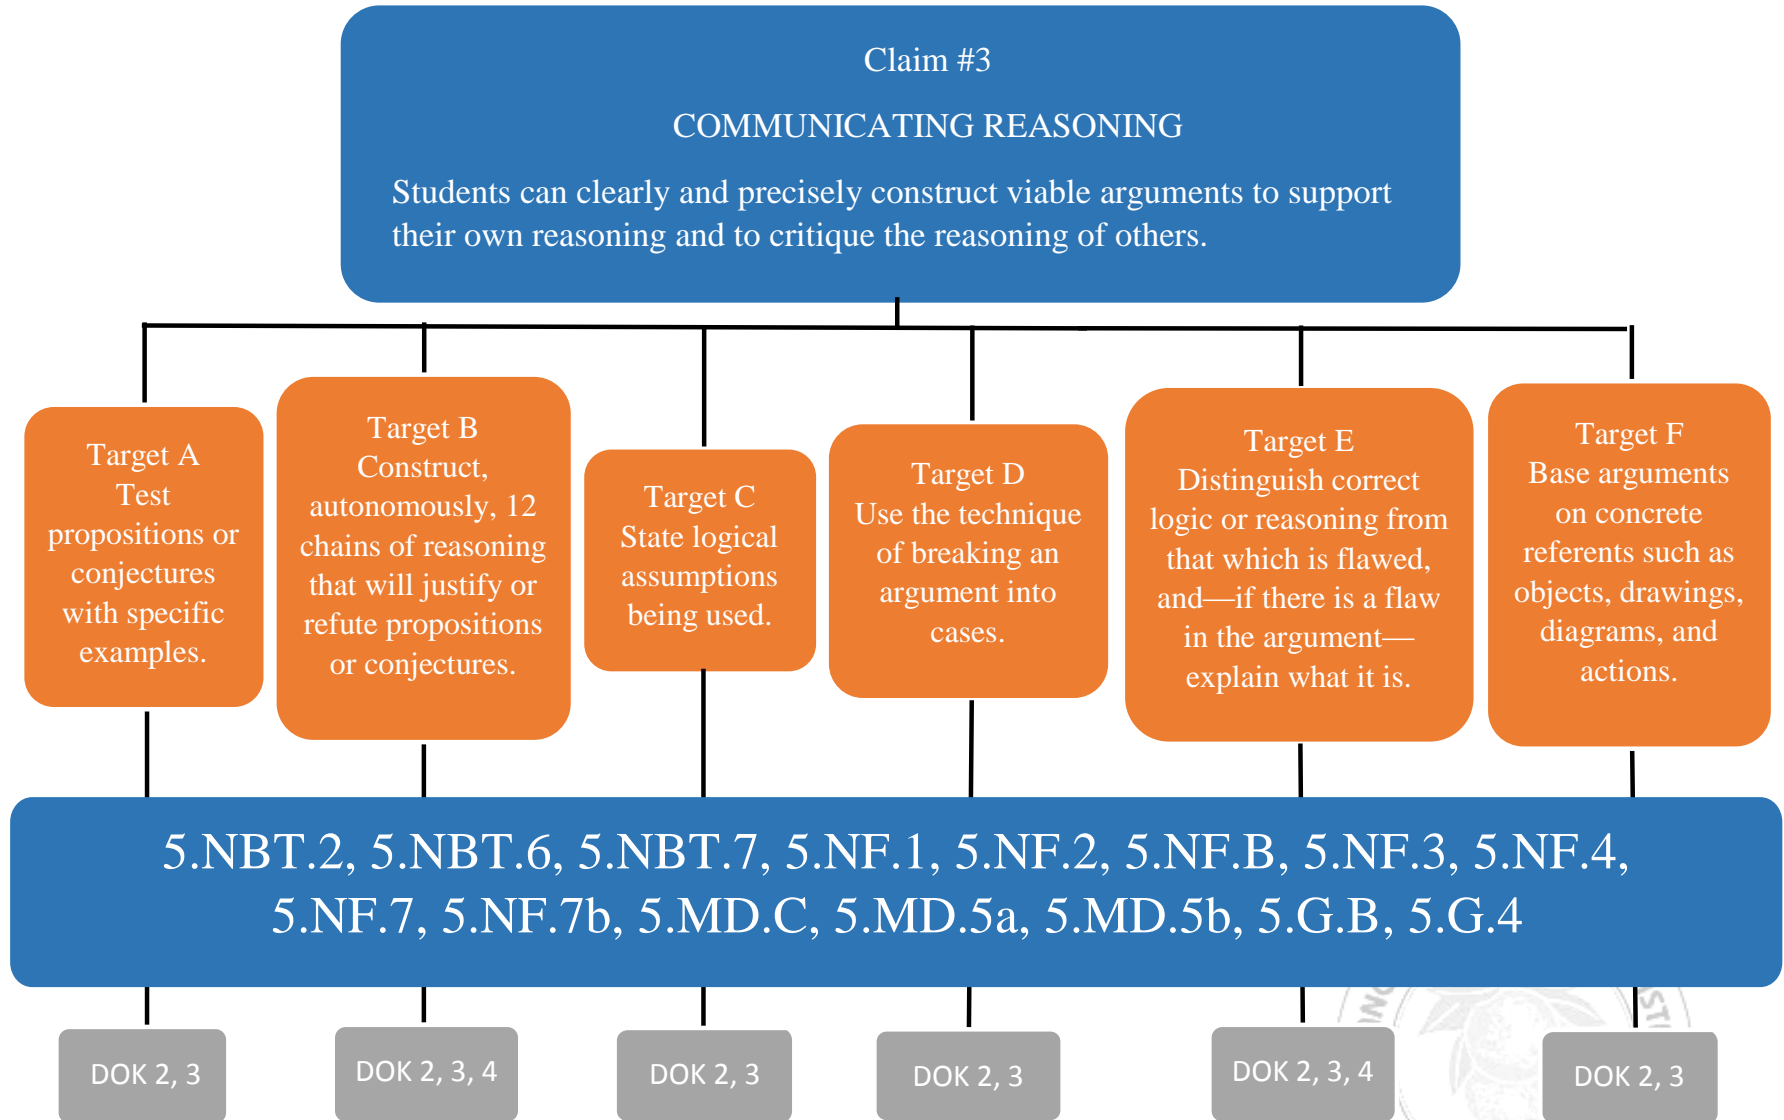 Claim #3
COMMUNICATING REASONING
Students can clearly and precisely construct viable arguments to support
their own reasoning and to critique the reasoning of others.
Target A
Test
propositions or
conjectures
with specific
examples.
Target B
Construct,
autonomously, 12
chains of reasoning
that will justify or
refute propositions
or conjectures.
Target C
State logical
assumptions
being used.
Target D
Use the technique
of breaking an
argument into
cases.
Target E
Distinguish correct
logic or reasoning from
that which is flawed,
and—if there is a flaw
in the argument—
explain what it is.
Target F
Base arguments
on concrete
referents such as
objects, drawings,
diagrams, and
actions.
5.NBT.2, 5.NBT.6, 5.NBT.7, 5.NF.1, 5.NF.2, 5.NF.B, 5.NF.3, 5.NF.4,
5.NF.7, 5.NF.7b, 5.MD.C, 5.MD.5a, 5.MD.5b, 5.G.B, 5.G.4
DOK 2, 3
DOK 2, 3, 4
DOK 2, 3
DOK 2, 3
DOK 2, 3, 4
DOK 2, 3